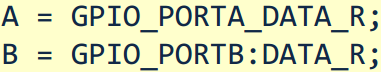 A = GPIO_PORTA_DATA_R;
B = GPIO_PORTB:DATA_R;